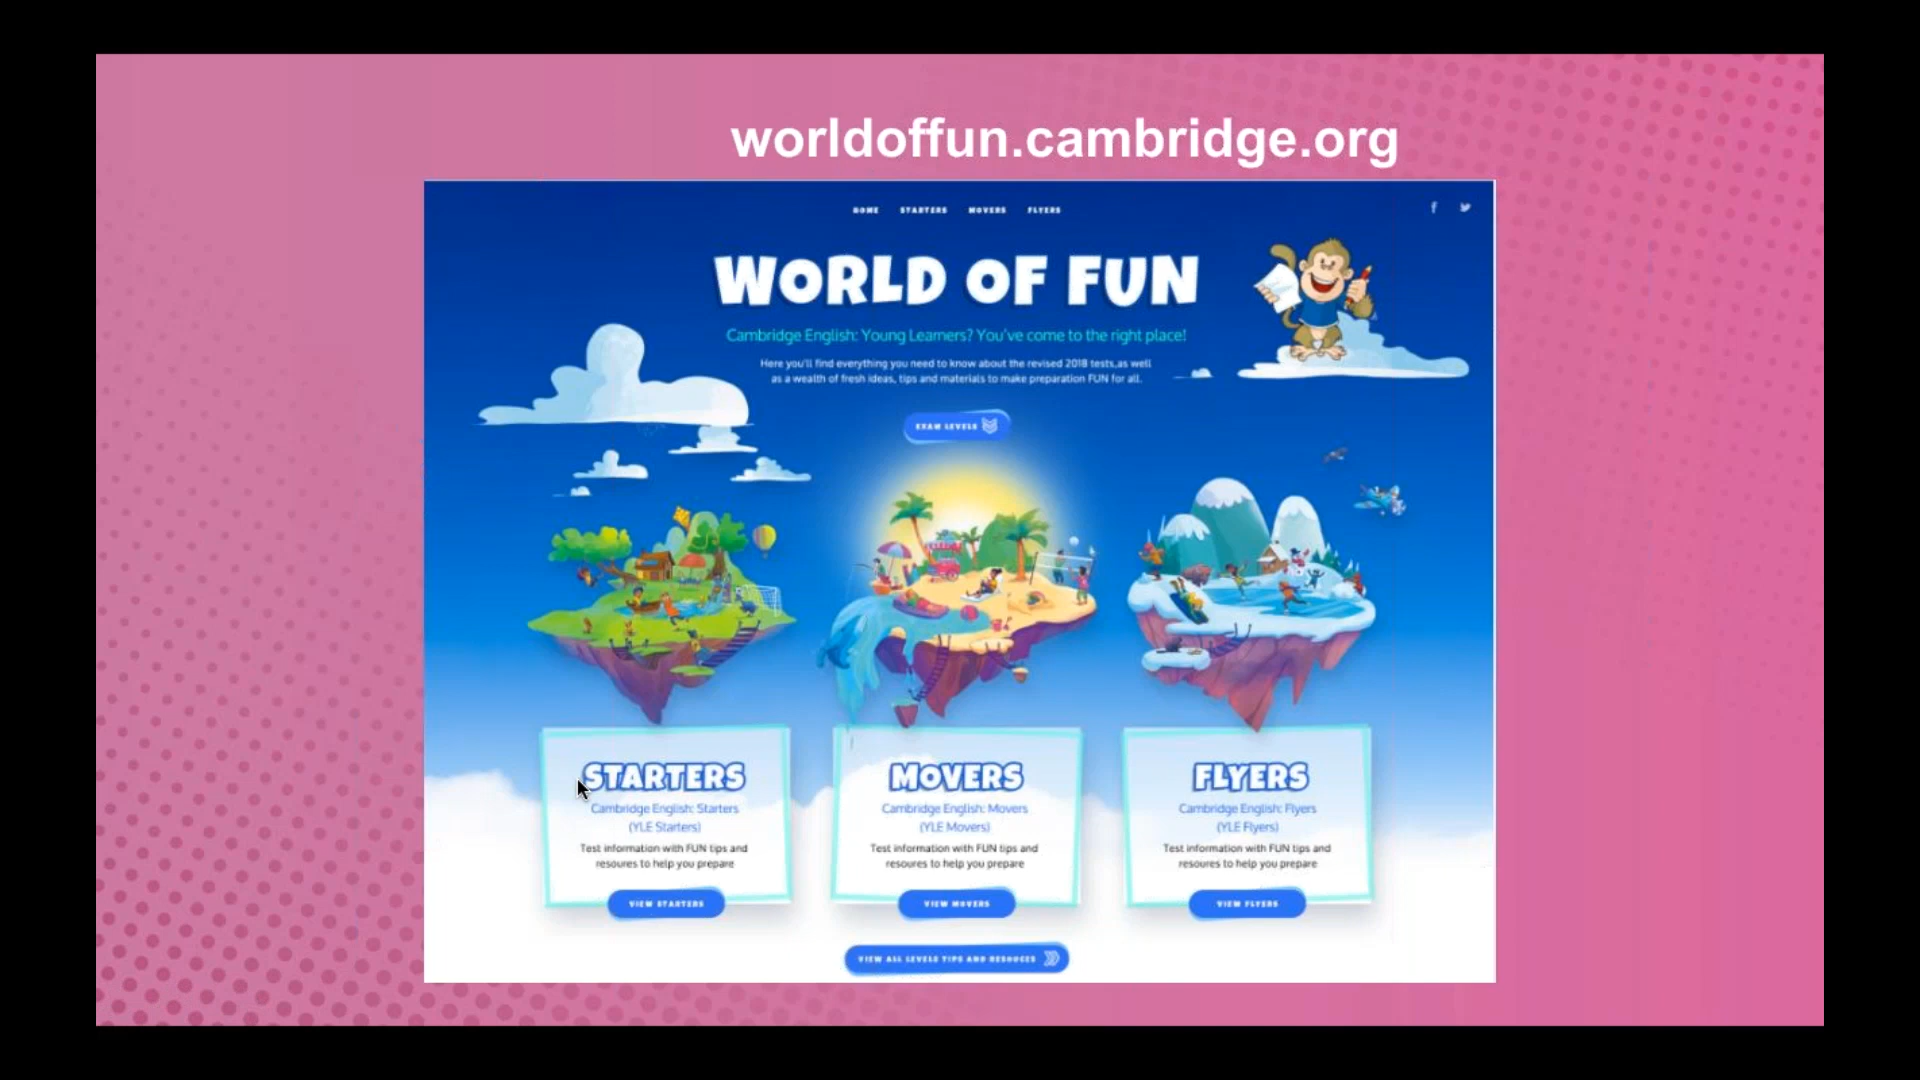 worldoffun.cambridge.org
HOME STARTERS MOVERS FLYERS
WORLD OF FUN
Cambridge English: Young Learners? You've come to the right place!
Here you'll find everything you need to know about the revised 2018 tests,as well
as a wealth of fresh ideas, tips and materials to make preparation FUN for all.
EXAM LEVELS
STARTERS
Cambridge English: Starters
(YLE Starters)
Test information with FUN tips and
resoures to help you prepare
VIEW STARTERS
MOVERS
Cambridge English: Movers
(YLE Movers)
Test information with FUN tips and
resoures to help you prepare
VIEW MOVERS
FLYERS
Cambridge English: Flyers
(YLE Flyers)
Test information with FUN tips and
resoures to help you prepare
VIEW FLYERS
VIEW ALL LEVELS TIPS AND RESOUCES